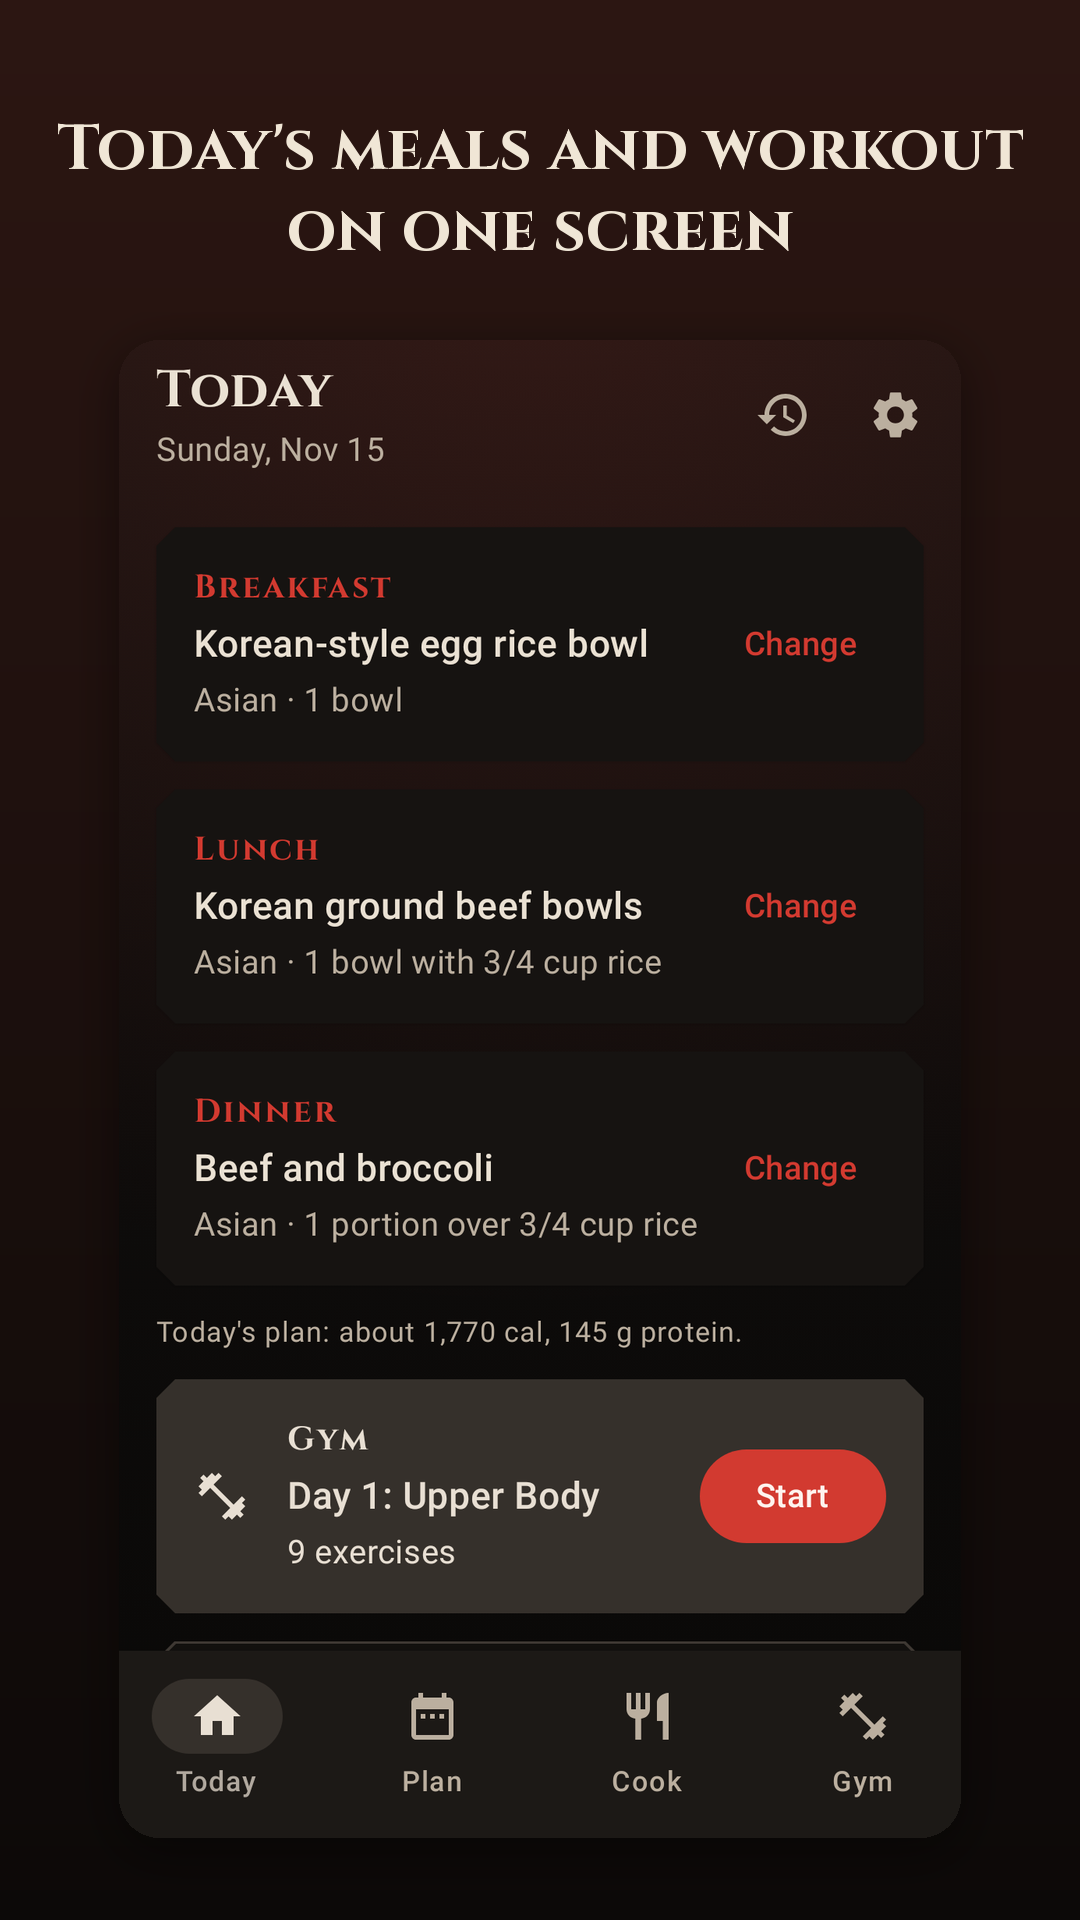 Today's meals and workout
on one screen
Today
Sunday, Nov 15
Breakfast
Korean-style egg rice bowl
Change
Asian · 1 bowl
Lunch
Korean ground beef bowls
Change
Asian · 1 bowl with 3/4 cup rice
Dinner
Beef and broccoli
Change
Asian · 1 portion over 3/4 cup rice
Today's plan: about 1,770 cal, 145 g protein.
Gym
Day 1: Upper Body
Start
9 exercises
Today
Plan
Cook
Gym